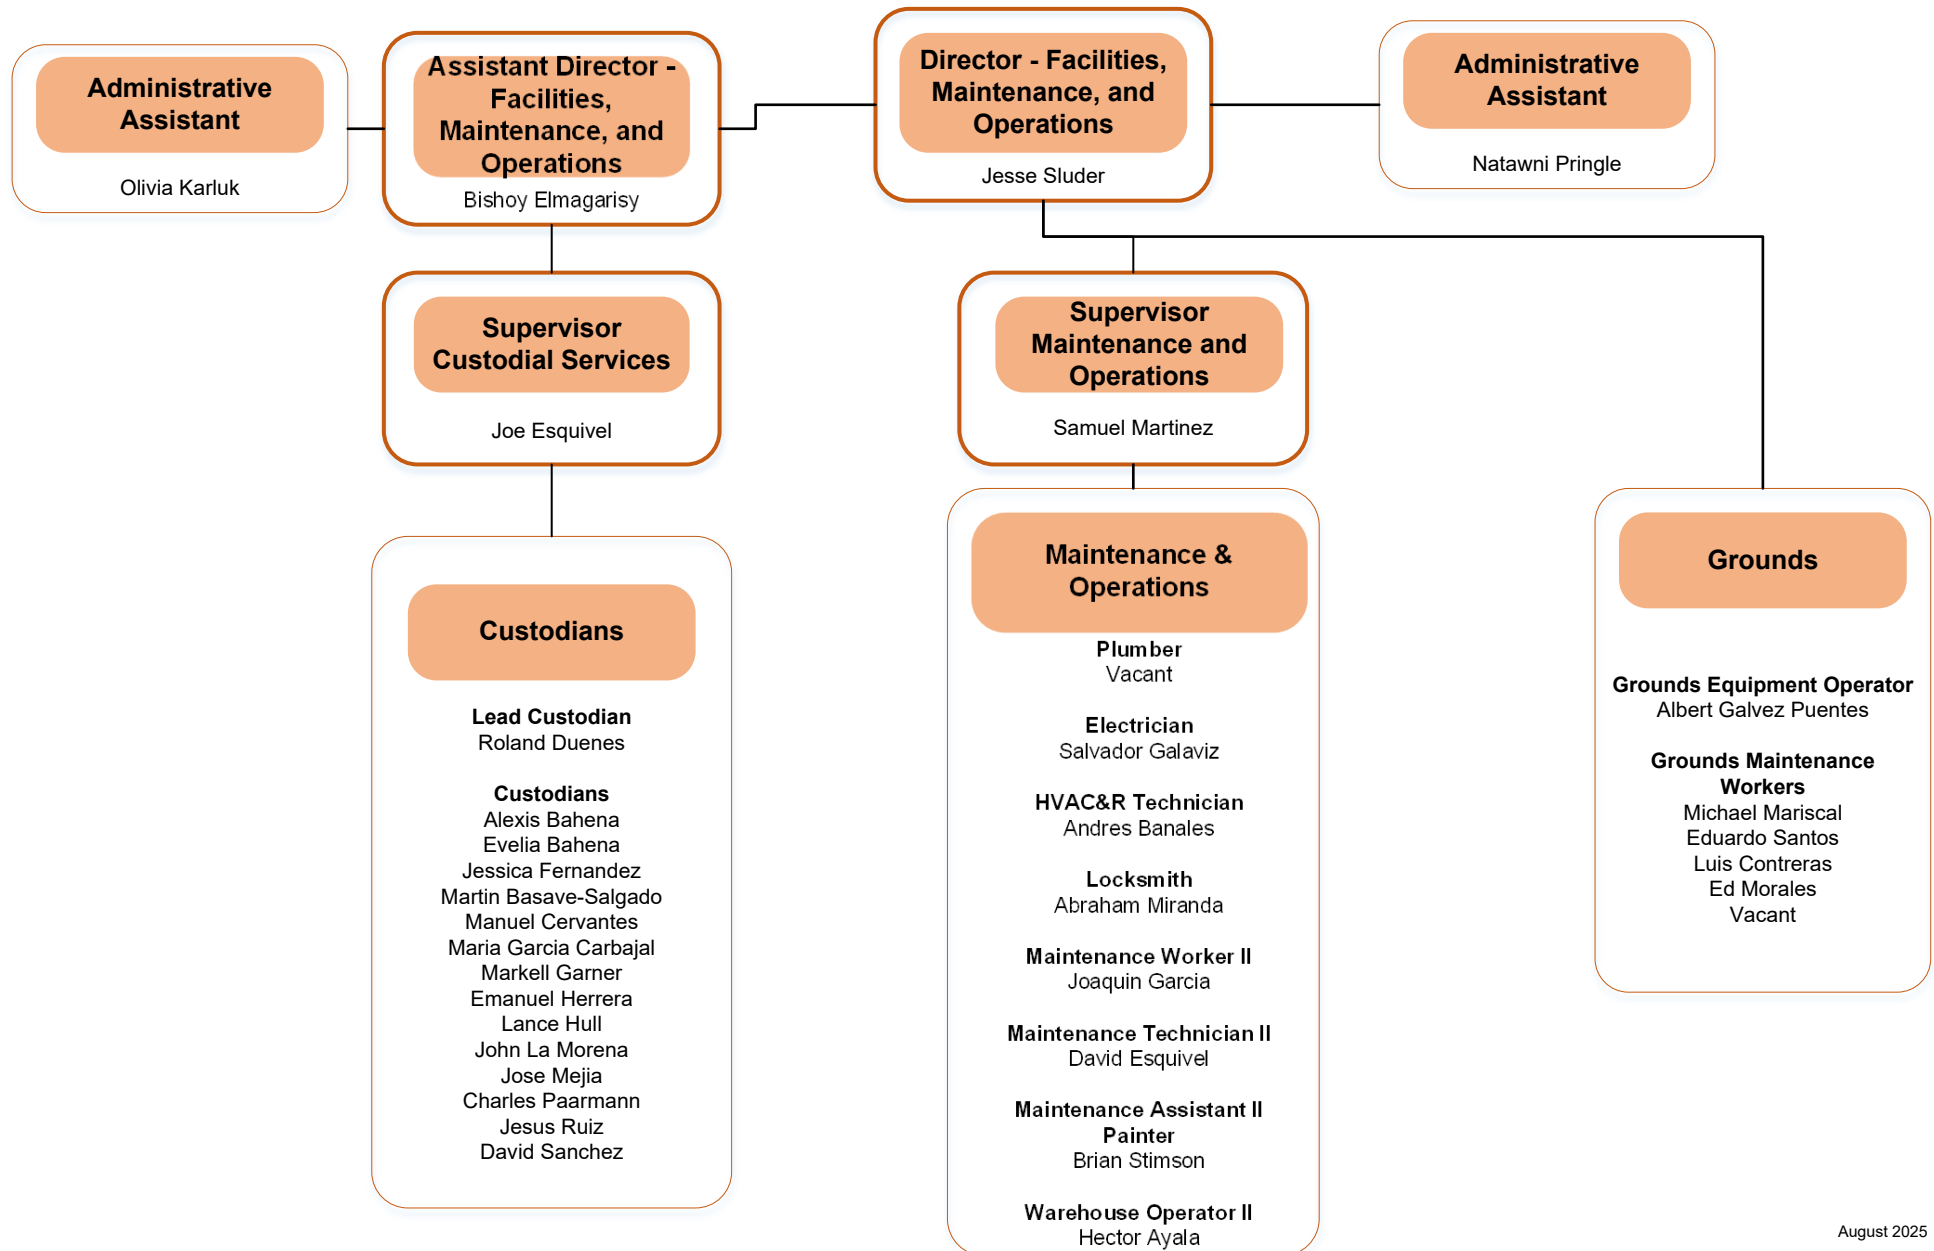 Administrative
Assistant
Olivia Karluk
Assistant Director -
Facilities,
Maintenance, and
Operations
Bishoy Elmagarisy
Director - Facilities,
Maintenance, and
Operations
Jesse Sluder
Administrative
Assistant
Natawni Pringle
Supervisor
Custodial Services
Joe Esquivel
Supervisor
Maintenance and
Operations
Samuel Martinez
Custodians
Lead Custodian
Roland Duenes
Custodians
Alexis Bahena
Evelia Bahena
Jessica Fernandez
Martin Basave-Salgado
Manuel Cervantes
Maria Garcia Carbajal
Markell Garner
Emanuel Herrera
Lance Hull
John La Morena
Jose Mejia
Charles Paarmann
Jesus Ruiz
David Sanchez
Maintenance &
Operations
Plumber
Vacant
Electrician
Salvador Galaviz
HVAC&R Technician
Andres Banales
Locksmith
Abraham Miranda
Maintenance Worker II
Joaquin Garcia
Maintenance Technician II
David Esquivel
Maintenance Assistant II
Painter
Brian Stimson
Warehouse Operator II
Hector Ayala
Grounds
Grounds Equipment Operator
Albert Galvez Puentes
Grounds Maintenance
Workers
Michael Mariscal
Eduardo Santos
Luis Contreras
Ed Morales
Vacant
August 2025